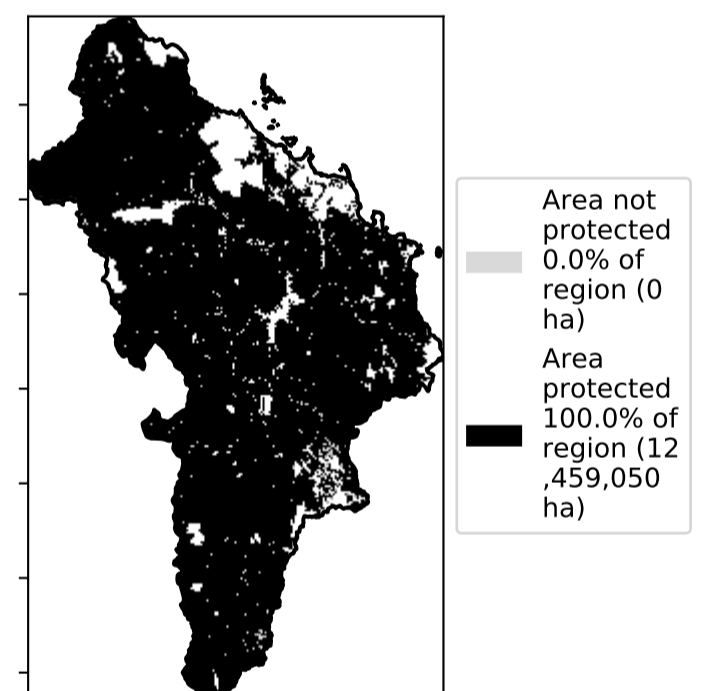 Area not
protected
0.0% of
region (0
ha)
Area
protected
100.0% of
region (12
,459,050
ha)